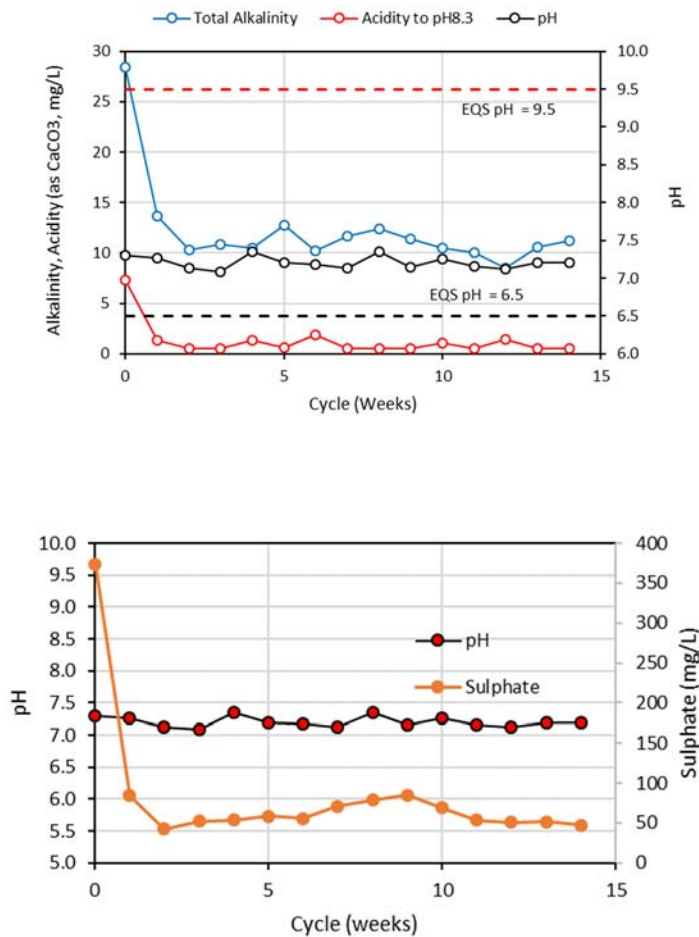 Total Alkalinity Acidity to pH8.3 pH
30 10.0
25 9.5
EQS pH = 9.5
9.0
20 8.5
15 8.0
10 7.5
7.0
5 EQS pH = 6.5
6.5
0 6.0
0 5 10 15
Alkalinity, Acidity (as CaCO3, mg/L)
pH
Cycle (Weeks)
10.0 400
9.5 350
9.0
8.5 300
8.0 250
7.5 200
7.0
6.5 150
6.0 100
5.5 50
5.0 0
pH
Sulphate
pH
Sulphate (mg/L)
0 5 10 15
Cycle (weeks)